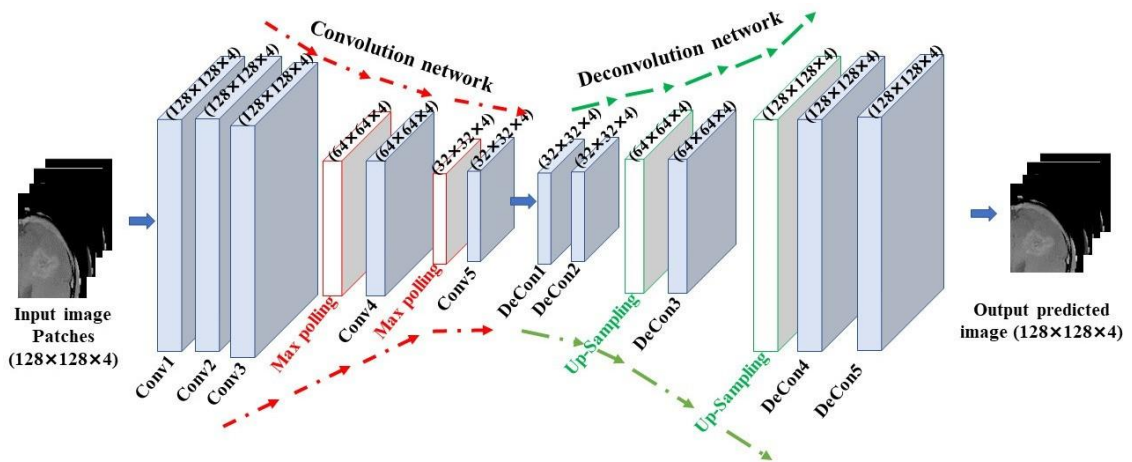 Convolution network
Deconvolution network
(128×128×4)
(128×128×4)
(128×128×4)
(64×64×4)
(64×64×4)
(32×32×4)
(32×32×4)
(32×32×4)
(32×32×4)
(64×64×4)
(64×64×4)
(128×128×4)
(128×128×4)
(128×128×4)
Input image
Patches
(128×128×4)
Conv1
Conv2
Conv3
Max polling
Conv4
Max polling
Conv5
DeCon1
DeCon2
Up-Sampling
DeCon3
Up-Sampling
DeCon4
DeCon5
Output predicted
image (128×128×4)